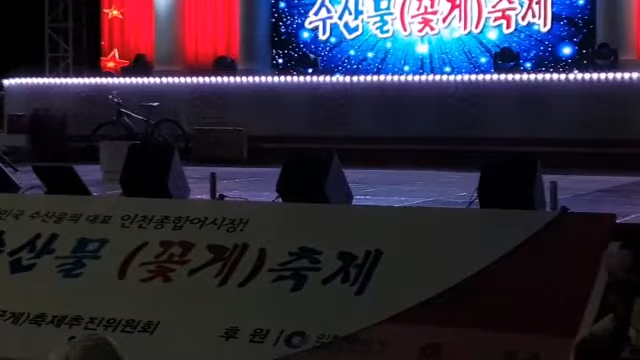 수산물(꽃게)축제
민국 수산물의 대표 인천종합어시장!
수산물 (꽃게)축제
게)축제추진위원회
후 원